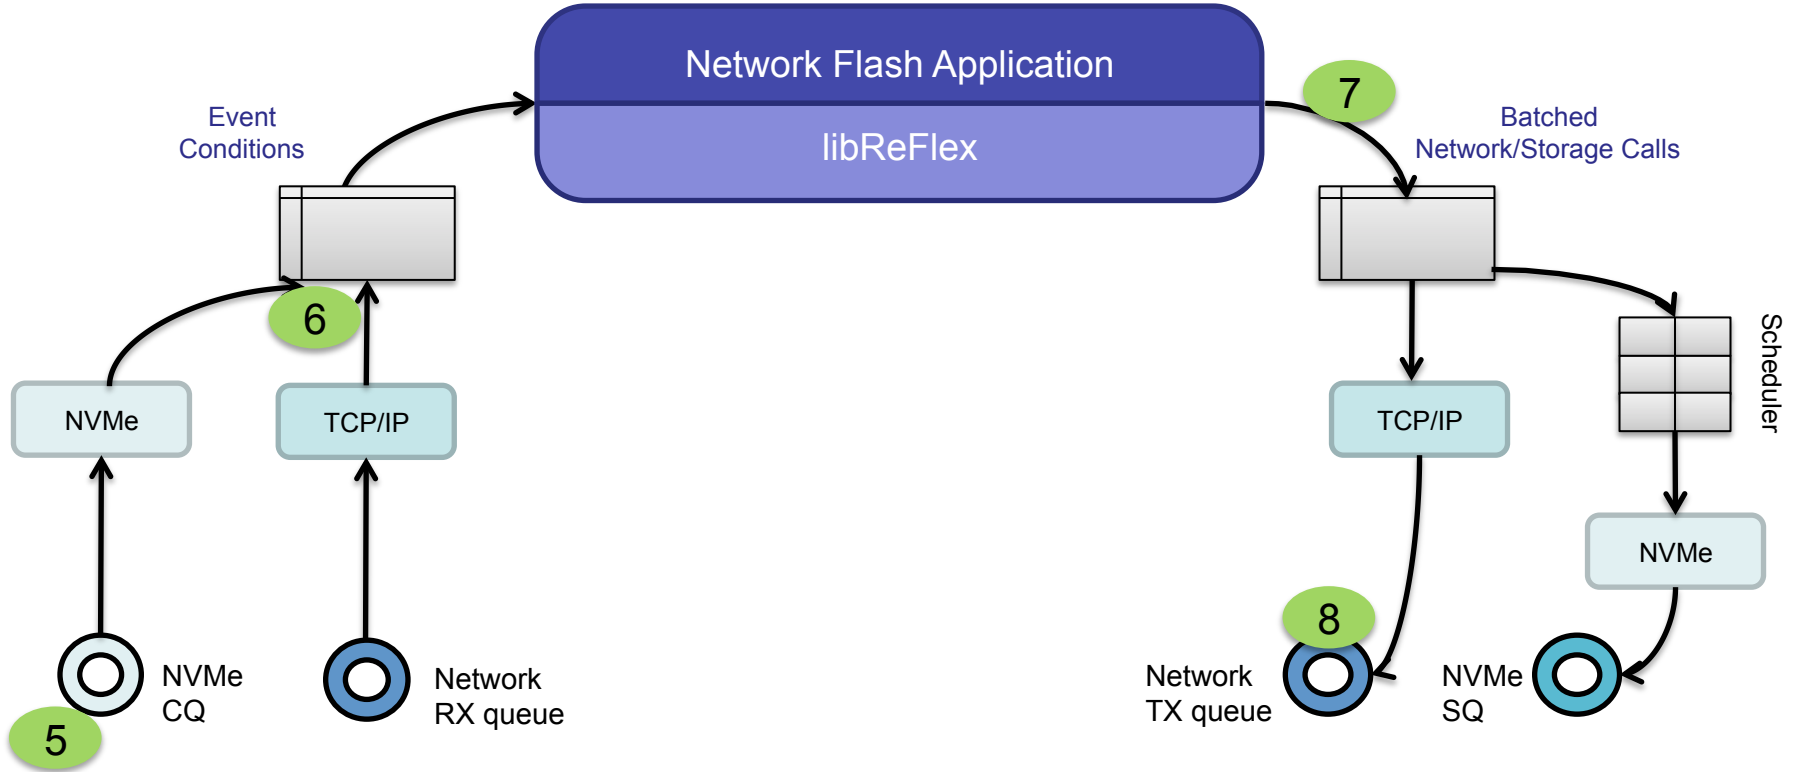 Network Flash Application
libReFlex
Event
Conditions
7
Batched
Network/Storage Calls
6
Scheduler
NVMe
TCP/IP
TCP/IP
NVMe
8
NVMe
CQ
Network
RX queue
Network
TX queue
NVMe
SQ
5